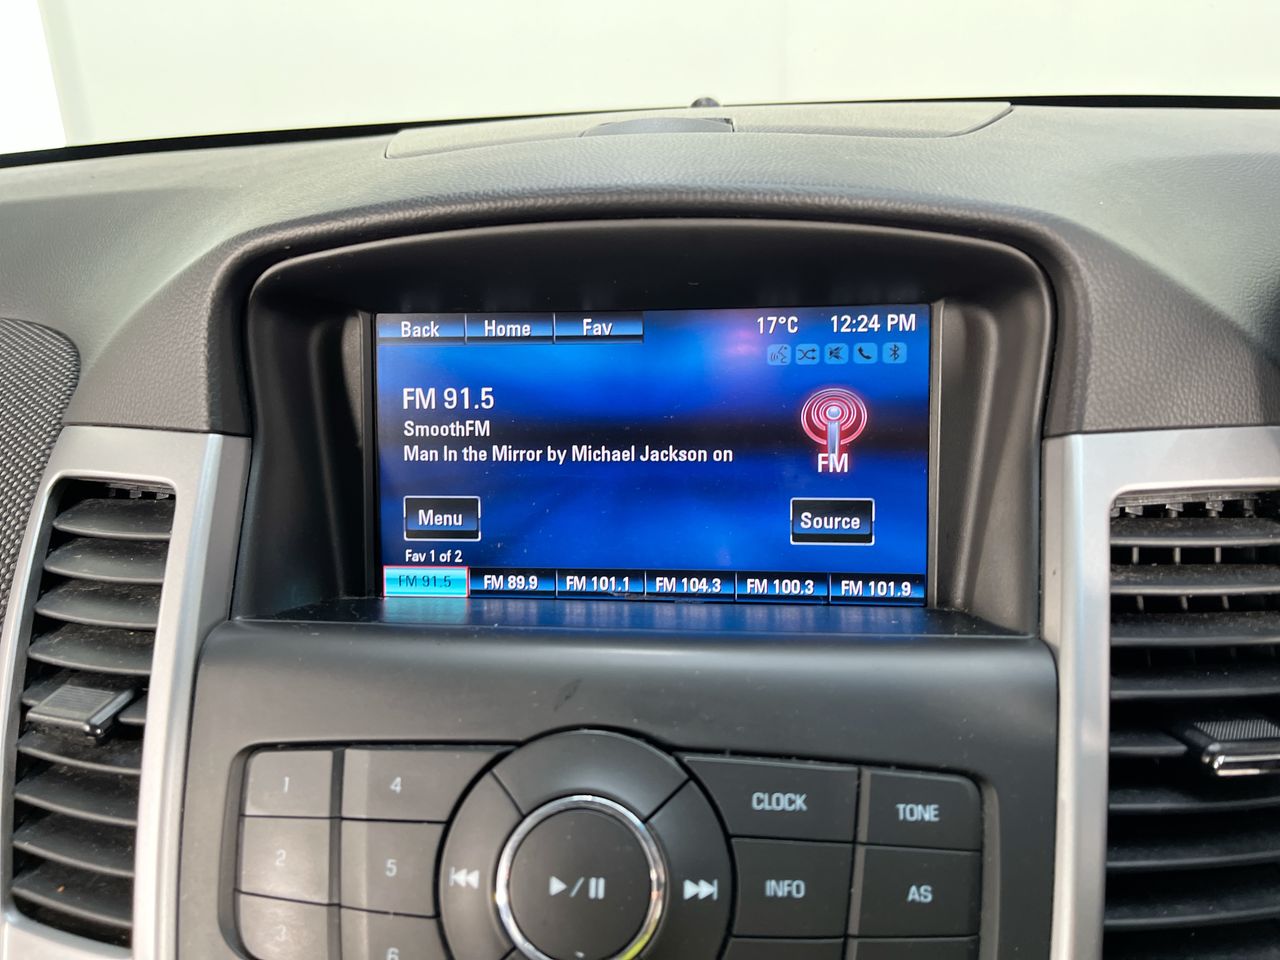 Back Home Fav 17°C 12:24 PM
FM 91.5
SmoothFM
Man In the Mirror by Michael Jackson on
FM
Menu Source
Fav 1 of 2
FM 91.5 FM 89.9 FM 101.1 FM 104.3 FM 100.3 FM 101.9
1 4 CLOCK TONE
2 5 INFO AS
3 6